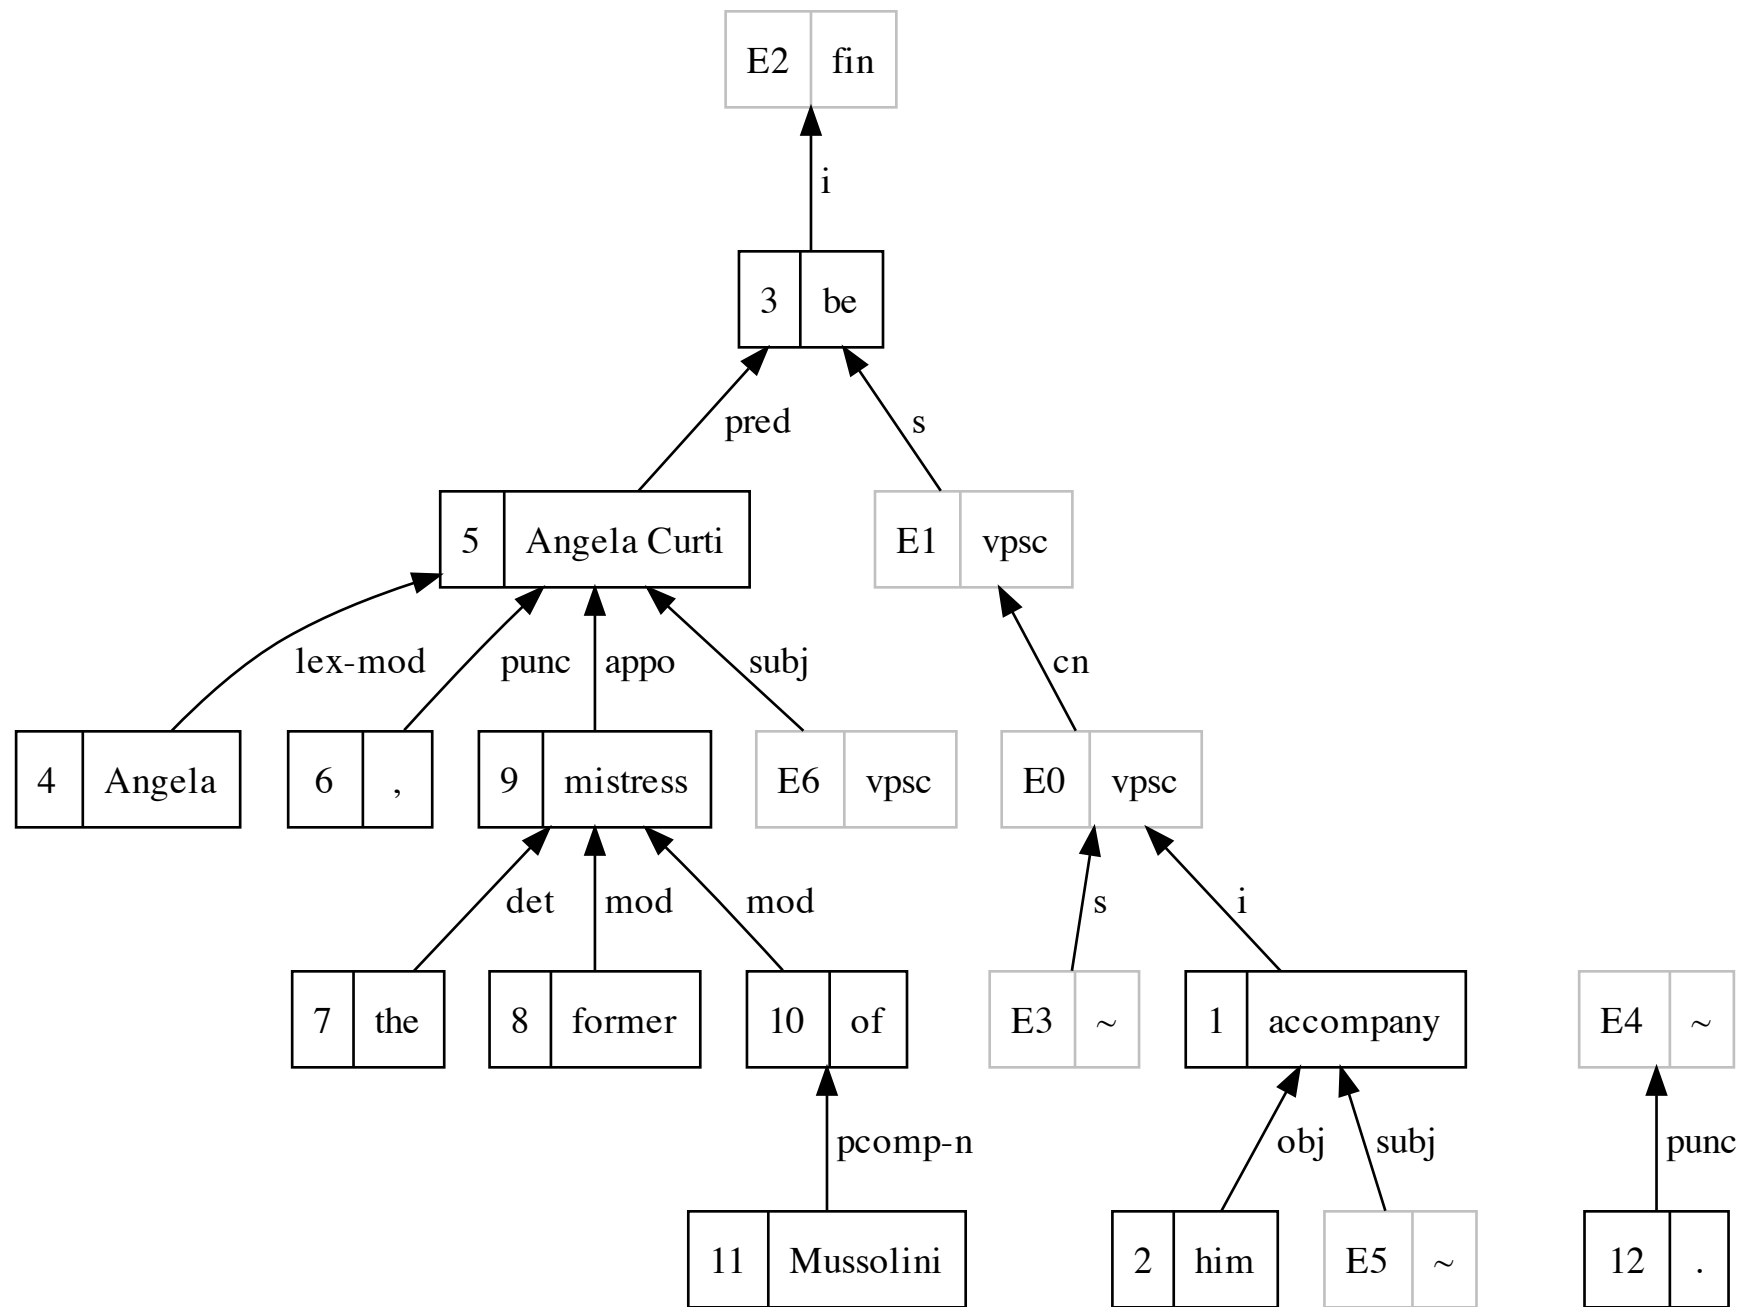 E2 fin
i
3 be
pred s
5 Angela Curti E1 vpsc
lex-mod punc appo subj cn
4 Angela 6 , 9 mistress E6 vpsc E0 vpsc
det mod mod s i
7 the 8 former 10 of E3 ~ 1 accompany E4 ~
pcomp-n obj subj punc
11 Mussolini 2 him E5 ~ 12 .